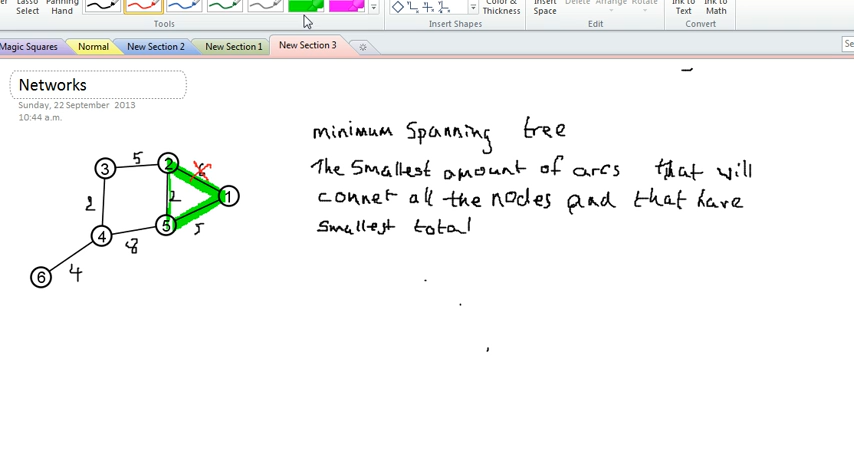 Lasso Panning
Select Hand
Color &
Thickness
Insert
Space
Delete Arrange Rotate
Ink to Ink to
Text Math
Tools Insert Shapes Edit Convert
Magic Squares Normal New Section 2 New Section 1 New Section 3
Networks
Sunday, 22 September 2013
10:44 a.m.
minimum spanning tree
The smallest amount of arcs that will
connet all the nodes and that have
smallest total
3 5 2
1
2 2
4 8 5 5
6 4